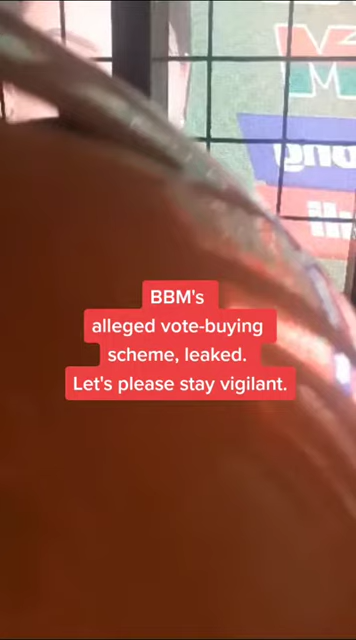 BBM's
alleged vote-buying
scheme, leaked.
Let's please stay vigilant.